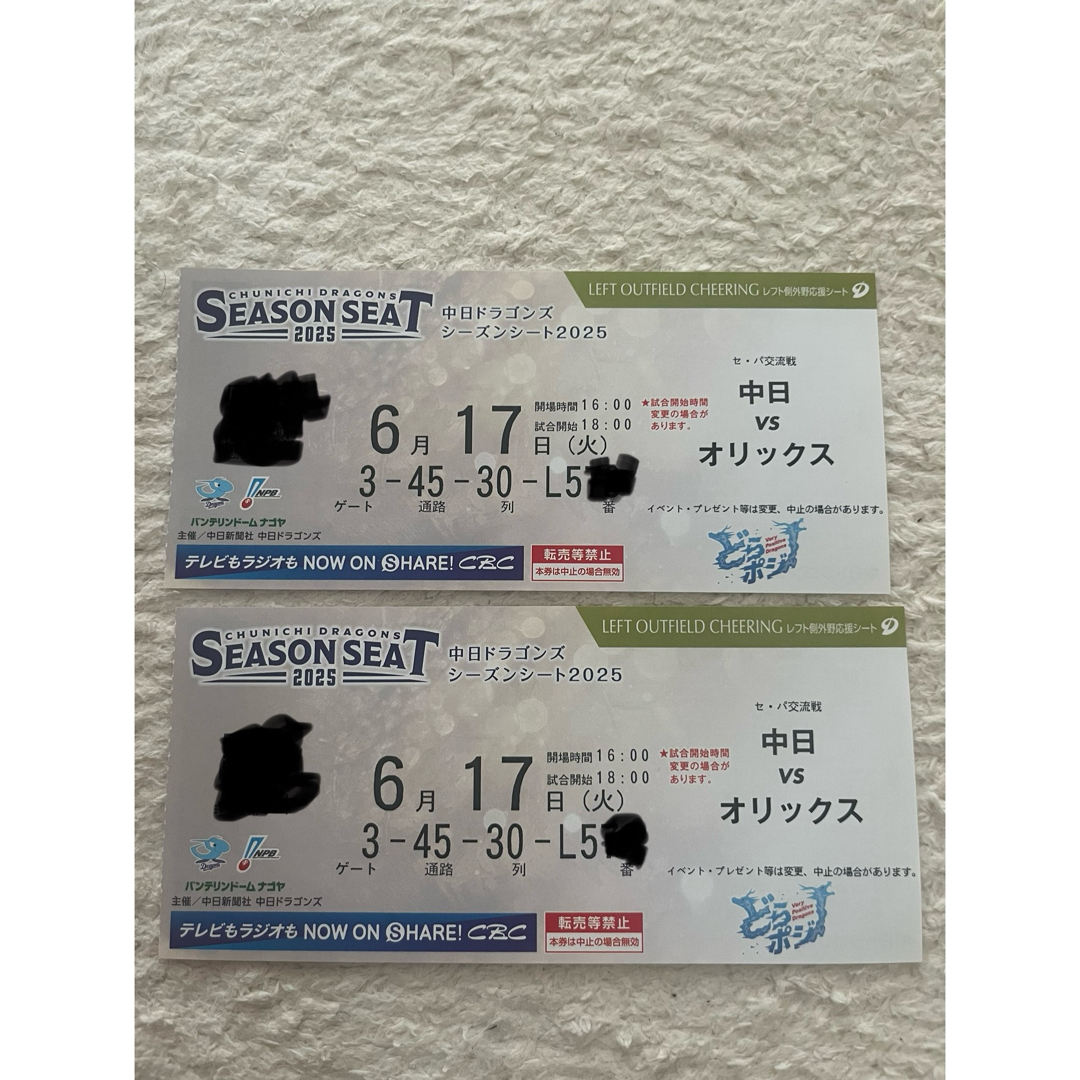 CHUNICHI DRAGONS
SEASON SEAT
2025
中日ドラゴンズ
シーズンシート2025
LEFT OUTFIELD CHEERING レフト側外野応援シート
セ・パ交流戦
中日
VS
オリックス
開場時間 16:00
試合開始 18:00
★試合開始時間
変更の場合が
あります。
6月17日(火)
3-45-30-L5
ゲート 通路 列 番
イベント・プレゼント等は変更、中止の場合があります。
Dragons
NPB
バンテリンドーム ナゴヤ
主催/中日新聞社 中日ドラゴンズ
テレビもラジオも NOW ON SHARE! CBC
転売等禁止
本券は中止の場合無効
どらポジ
Very
Positive
Dragons
CHUNICHI DRAGONS
SEASON SEAT
2025
中日ドラゴンズ
シーズンシート2025
LEFT OUTFIELD CHEERING レフト側外野応援シート
セ・パ交流戦
中日
VS
オリックス
開場時間 16:00
試合開始 18:00
★試合開始時間
変更の場合が
あります。
6月17日(火)
3-45-30-L5
ゲート 通路 列 番
イベント・プレゼント等は変更、中止の場合があります。
Dragons
NPB
バンテリンドーム ナゴヤ
主催/中日新聞社 中日ドラゴンズ
テレビもラジオも NOW ON SHARE! CBC
転売等禁止
本券は中止の場合無効
どらポジ
Very
Positive
Dragons